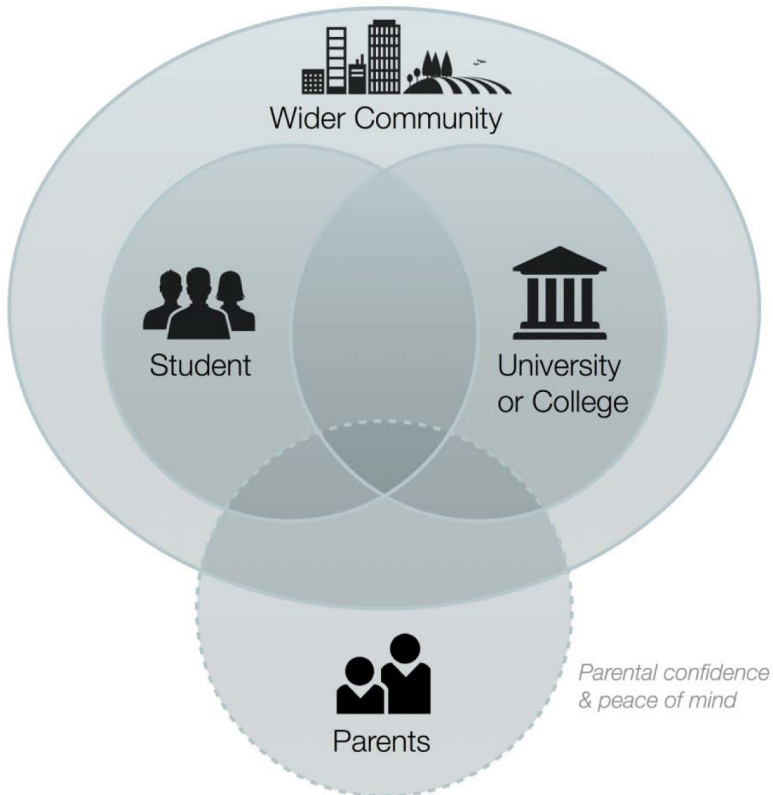 Wider Community
Student
University
or College
Parental confidence
& peace of mind
Parents